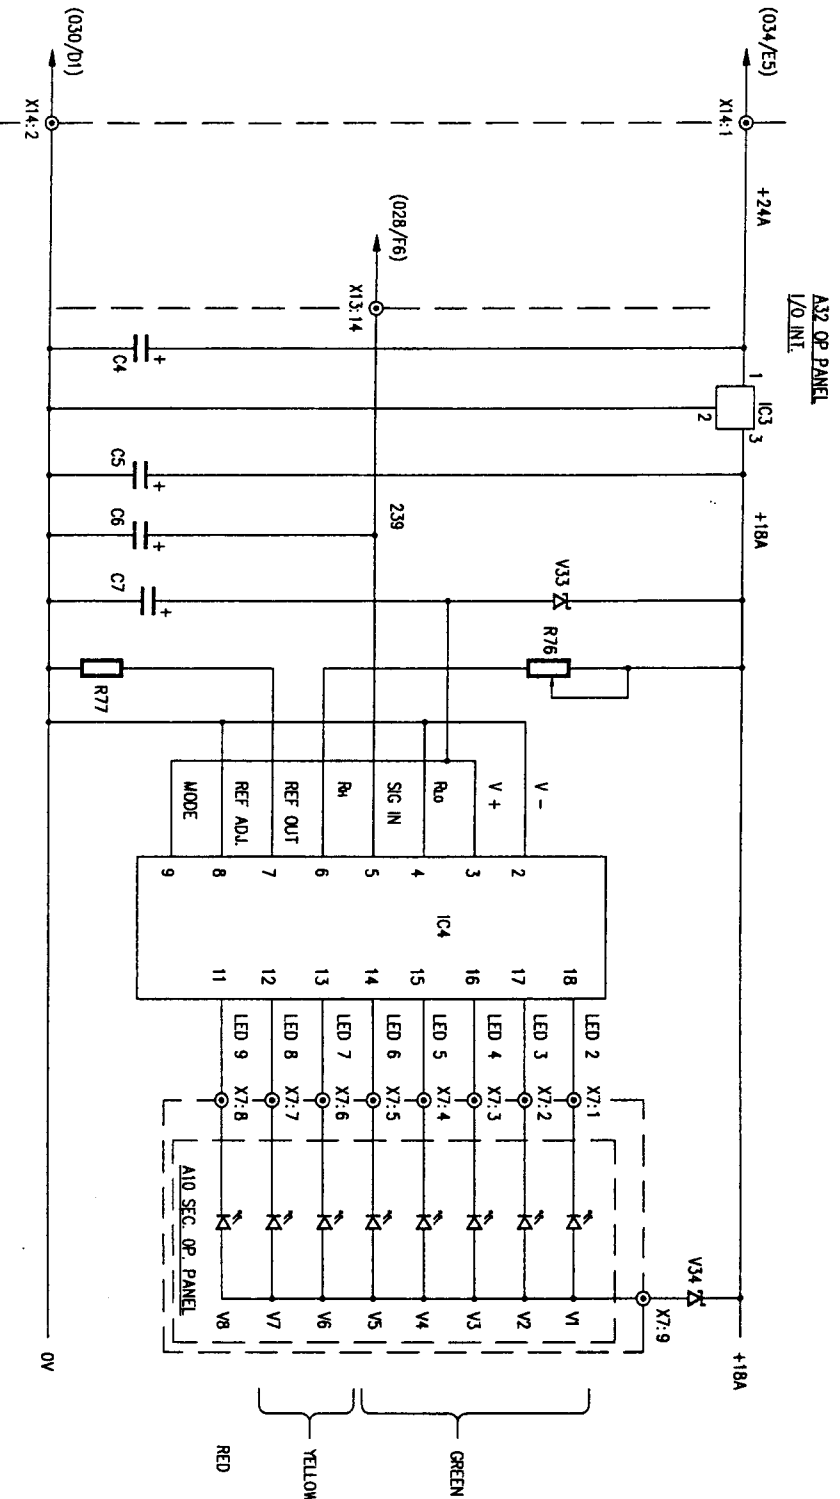 A32 OP PANEL
I/O INT.
(034/E5)
X14:1
+24A
1
IC3
3
2
+18A
V33
R76
V34
X7:9
+18A
(028/F6)
X13:14
239
(030/D1)
X14:2
C4
+
C5
+
C6
+
C7
+
R77
0V
V -
V +
RLO
SIG IN
RHI
REF OUT
REF ADJ.
MODE
2
3
4
5
6
7
8
9
IC4
18
17
16
15
14
13
12
11
LED 2
LED 3
LED 4
LED 5
LED 6
LED 7
LED 8
LED 9
X7:1
X7:2
X7:3
X7:4
X7:5
X7:6
X7:7
X7:8
V1
V2
V3
V4
V5
V6
V7
V8
A10 SEC. OP. PANEL
GREEN
YELLOW
RED